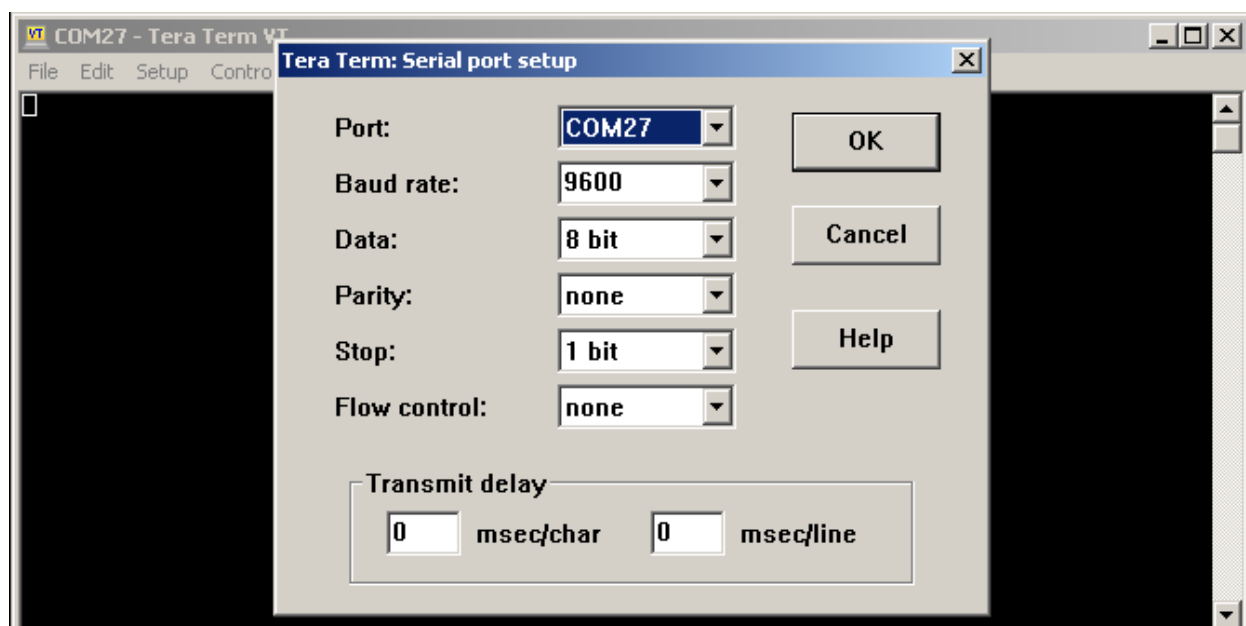 COM27 - Tera Term VT
File Edit Setup Contro
Tera Term: Serial port setup
Port: COM27
OK
Baud rate: 9600
Data: 8 bit
Cancel
Parity: none
Stop: 1 bit
Help
Flow control: none
Transmit delay
0 msec/char 0 msec/line